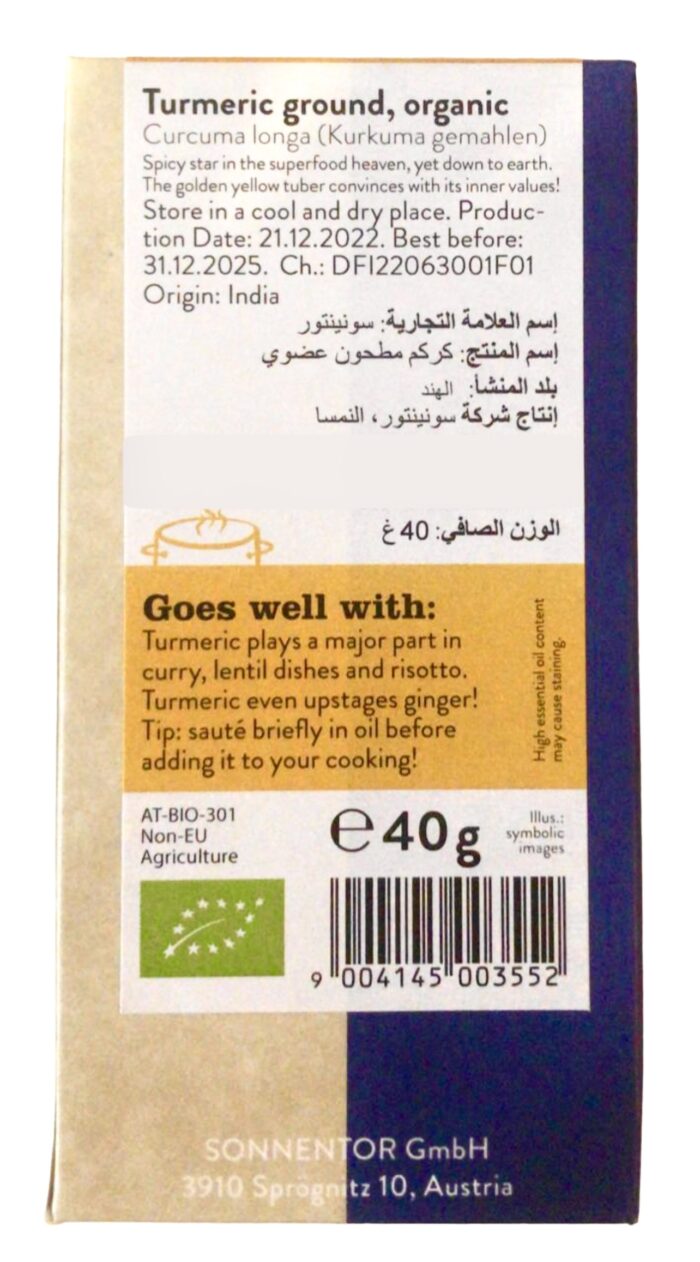 Turmeric ground, organic
Curcuma longa (Kurkuma gemahlen)
Spicy star in the superfood heaven, yet down to earth.
The golden yellow tuber convinces with its inner values!
Store in a cool and dry place. Produc-
tion Date: 21.12.2022. Best before:
31.12.2025. Ch.: DFI22063001F01
Origin: India
إسم العلامة التجارية: سونينتور
إسم المنتج: كركم مطحون عضوي
بلد المنشأ: الهند
إنتاج شركة سونينتور، النمسا
الوزن الصافي: 40 غ
Goes well with:
Turmeric plays a major part in
curry, lentil dishes and risotto.
Turmeric even upstages ginger!
Tip: sauté briefly in oil before
adding it to your cooking!
High essential oil content
may cause staining.
AT-BIO-301
Non-EU
Agriculture
℮40g
Illus.:
symbolic
images
9 004145 003552
SONNENTOR GmbH
3910 Sprögnitz 10, Austria